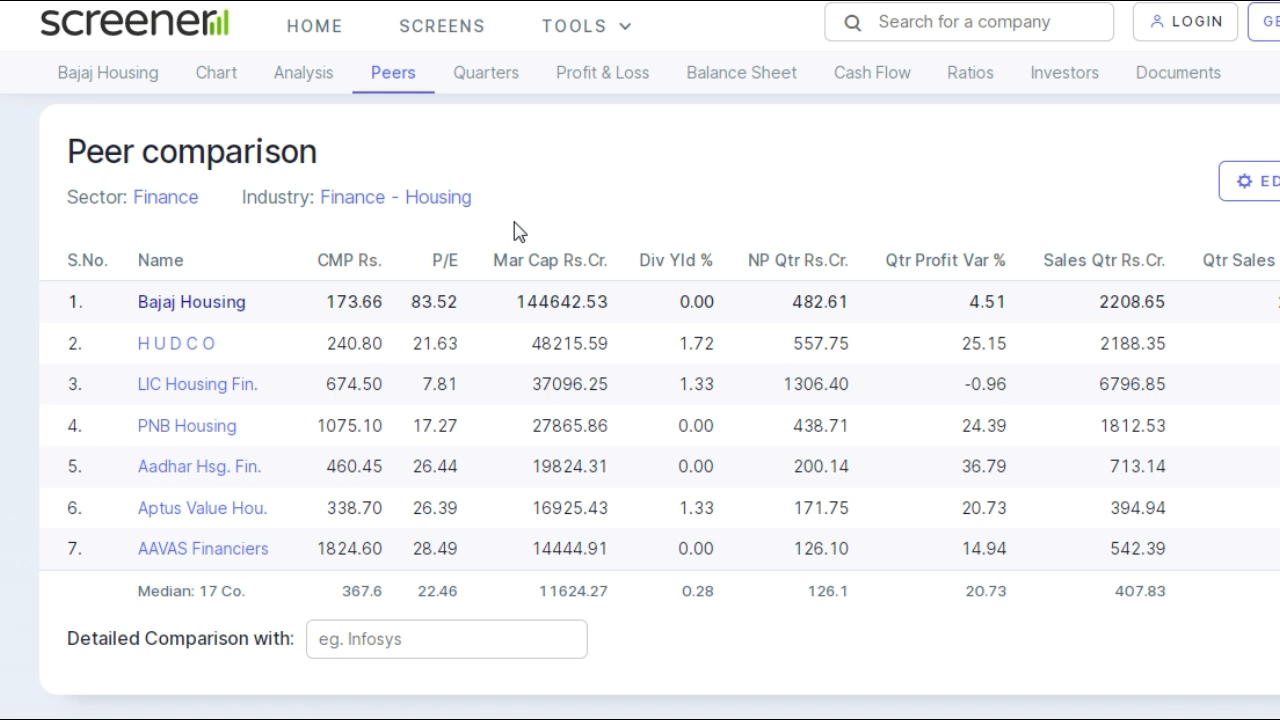 screener HOME SCREENS TOOLS Search for a company LOGIN GE
Bajaj Housing Chart Analysis Peers Quarters Profit & Loss Balance Sheet Cash Flow Ratios Investors Documents
Peer comparison
Sector: Finance Industry: Finance - Housing
ED
S.No. Name CMP Rs. P/E Mar Cap Rs.Cr. Div Yld % NP Qtr Rs.Cr. Qtr Profit Var % Sales Qtr Rs.Cr. Qtr Sales
1. Bajaj Housing 173.66 83.52 144642.53 0.00 482.61 4.51 2208.65
2. H U D C O 240.80 21.63 48215.59 1.72 557.75 25.15 2188.35
3. LIC Housing Fin. 674.50 7.81 37096.25 1.33 1306.40 -0.96 6796.85
4. PNB Housing 1075.10 17.27 27865.86 0.00 438.71 24.39 1812.53
5. Aadhar Hsg. Fin. 460.45 26.44 19824.31 0.00 200.14 36.79 713.14
6. Aptus Value Hou. 338.70 26.39 16925.43 1.33 171.75 20.73 394.94
7. AAVAS Financiers 1824.60 28.49 14444.91 0.00 126.10 14.94 542.39
Median: 17 Co. 367.6 22.46 11624.27 0.28 126.1 20.73 407.83
Detailed Comparison with: eg. Infosys